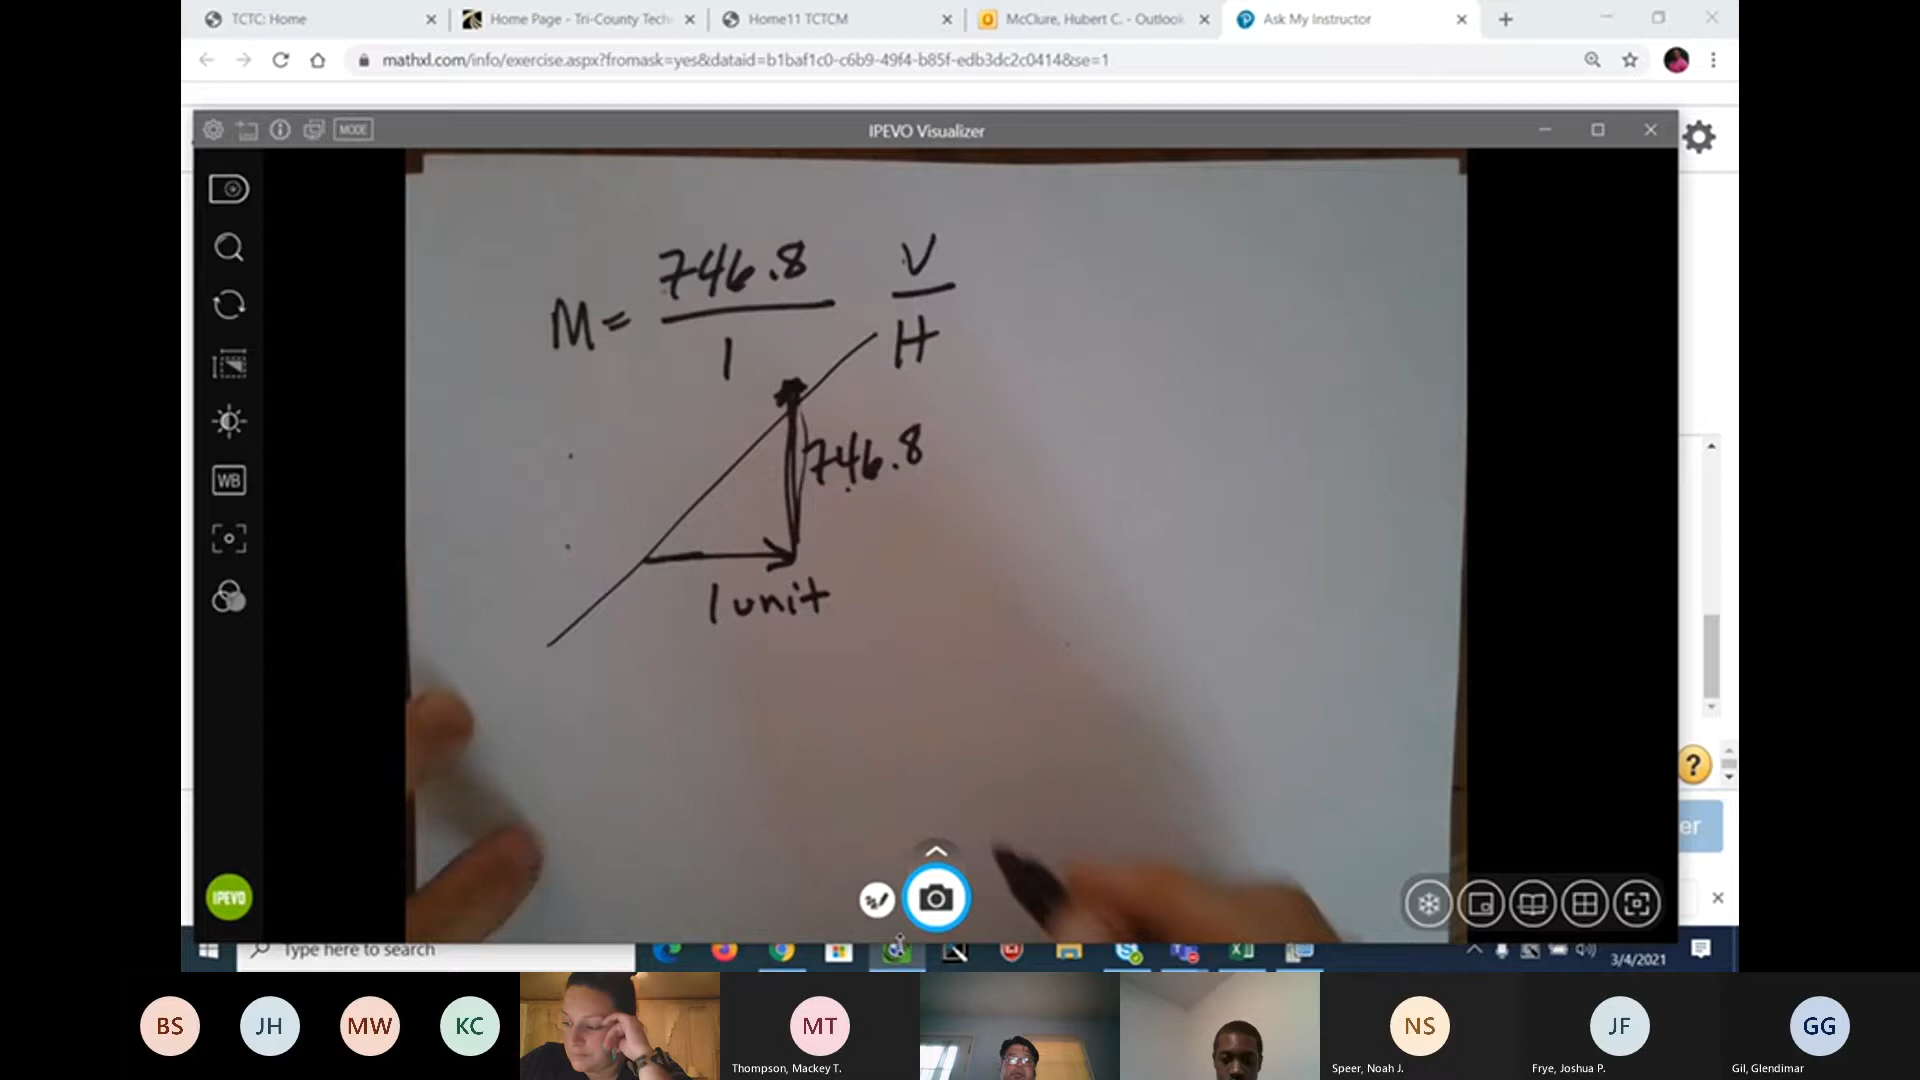 TCTC: Home
Home Page - Tri-County Tech
Home11 TCTCM
McClure, Hubert C. - Outlook
Ask My Instructor
mathxl.com/info/exercise.aspx?fromask=yes&dataid=b1baf1c0-c6b9-49f4-b85f-edb3dc2c0414&se=1
MODE
IPEVO Visualizer
M= 746.8 V
1 H
746.8
1 unit
WB
?
er
IPEVO
Type here to search
3/4/2021
BS
JH
MW
KC
MT
NS
JF
GG
Thompson, Mackey T.
Speer, Noah J.
Frye, Joshua P.
Gil, Glendimar